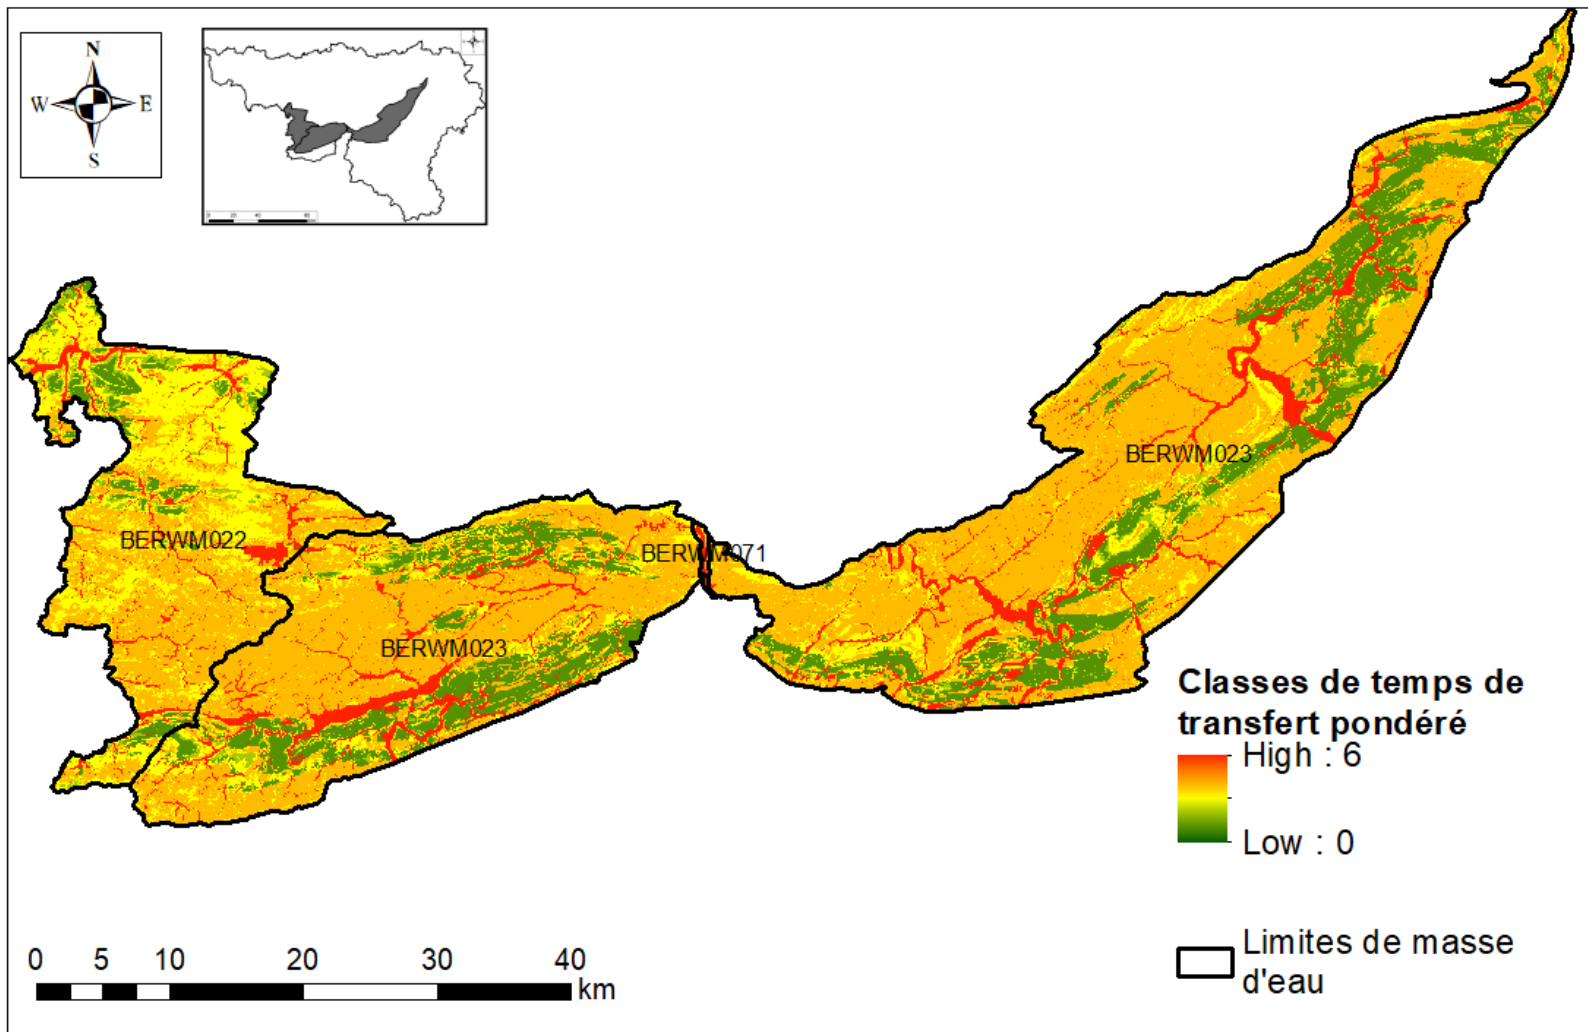 N
W E
S
BERWM022
BERWM071
BERWM023
BERWM023
Classes de temps de
transfert pondéré
High : 6
Low : 0
Limites de masse
d'eau
0 5 10 20 30 40
km